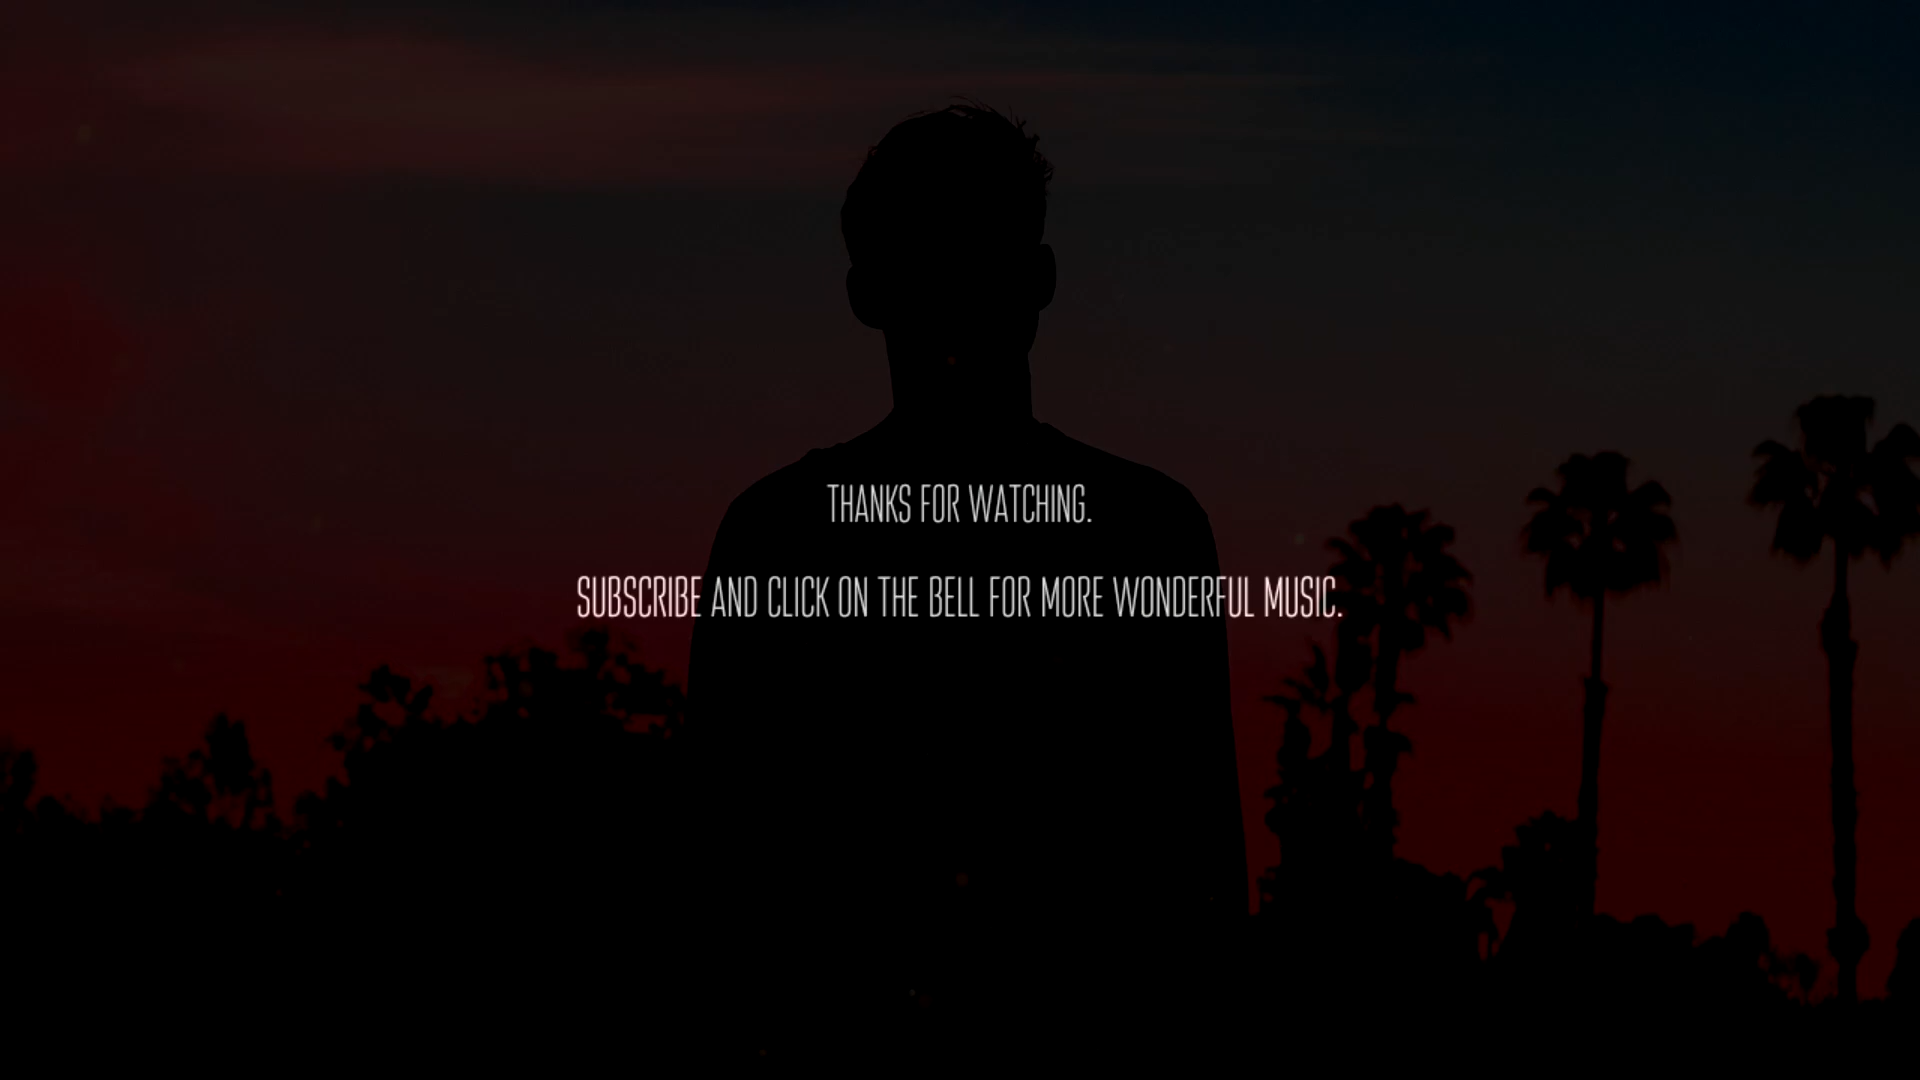 THANKS FOR WATCHING.
SUBSCRIBE AND CLICK ON THE BELL FOR MORE WONDERFUL MUSIC.